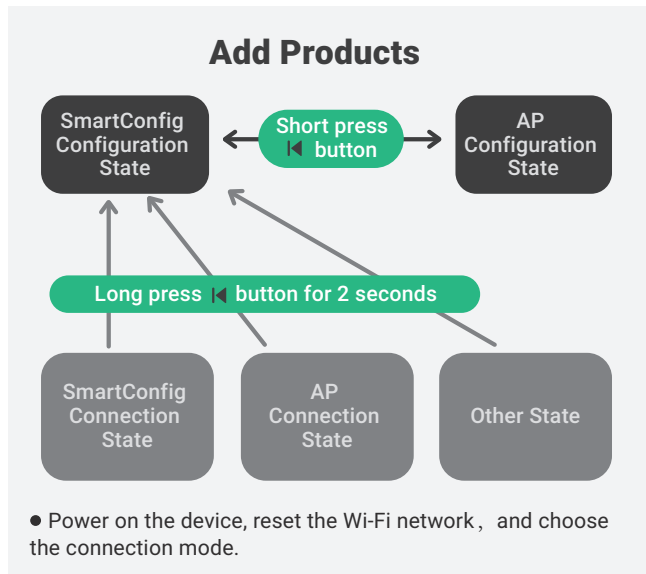 Add Products
SmartConfig
Configuration
State
Short press
button
AP
Configuration
State
Long press button for 2 seconds
SmartConfig
Connection
State
AP
Connection
State
Other State
● Power on the device, reset the Wi-Fi network， and choose
the connection mode.